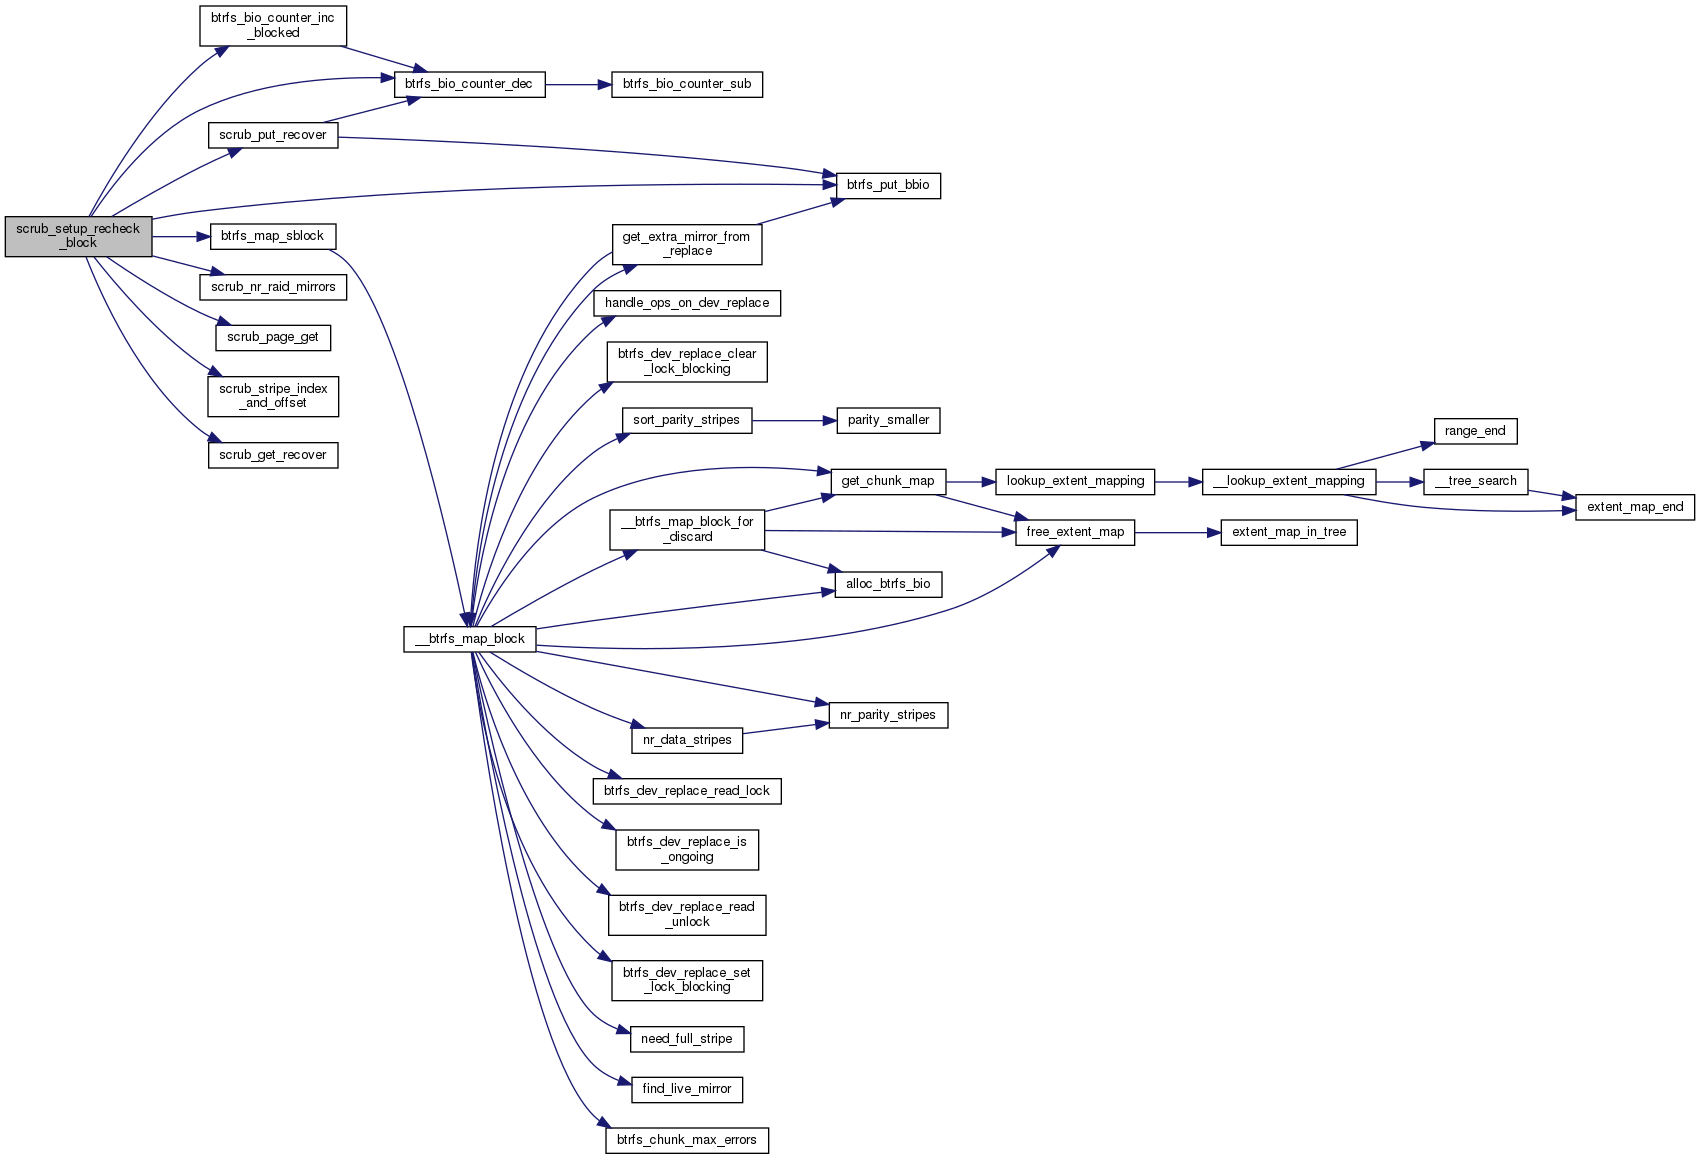 btrfs_bio_counter_inc
_blocked
btrfs_bio_counter_dec
btrfs_bio_counter_sub
scrub_put_recover
btrfs_put_bbio
scrub_setup_recheck
_block
btrfs_map_sblock
get_extra_mirror_from
_replace
scrub_nr_raid_mirrors
handle_ops_on_dev_replace
scrub_page_get
btrfs_dev_replace_clear
_lock_blocking
scrub_stripe_index
_and_offset
sort_parity_stripes
parity_smaller
range_end
scrub_get_recover
get_chunk_map
lookup_extent_mapping
__lookup_extent_mapping
__tree_search
extent_map_end
__btrfs_map_block_for
_discard
free_extent_map
extent_map_in_tree
alloc_btrfs_bio
__btrfs_map_block
nr_parity_stripes
nr_data_stripes
btrfs_dev_replace_read_lock
btrfs_dev_replace_is
_ongoing
btrfs_dev_replace_read
_unlock
btrfs_dev_replace_set
_lock_blocking
need_full_stripe
find_live_mirror
btrfs_chunk_max_errors